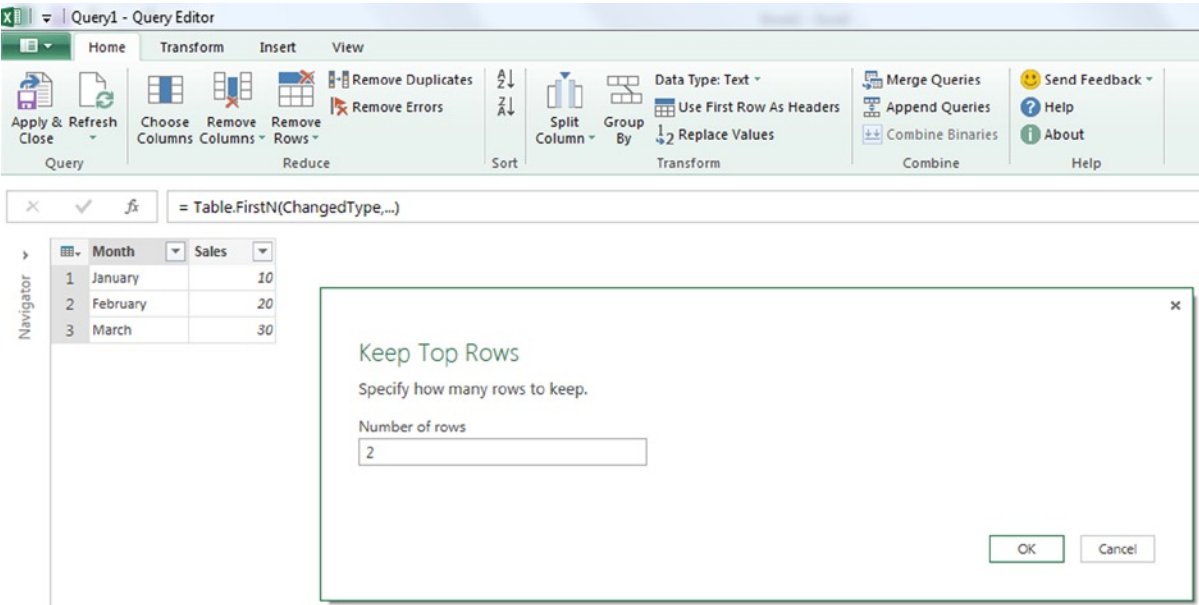 Query1 - Query Editor
Home Transform Insert View
Apply & Close
Refresh
Query
Choose Columns
Remove Columns
Remove Rows
Remove Duplicates
Remove Errors
Reduce
Sort
Split Column
Group By
Data Type: Text
Use First Row As Headers
1 2 Replace Values
Transform
Merge Queries
Append Queries
Combine Binaries
Combine
Send Feedback
Help
About
Help
fx = Table.FirstN(ChangedType,...)
Navigator
Month Sales
1 January 10
2 February 20
3 March 30
Keep Top Rows
Specify how many rows to keep.
Number of rows
2
OK Cancel